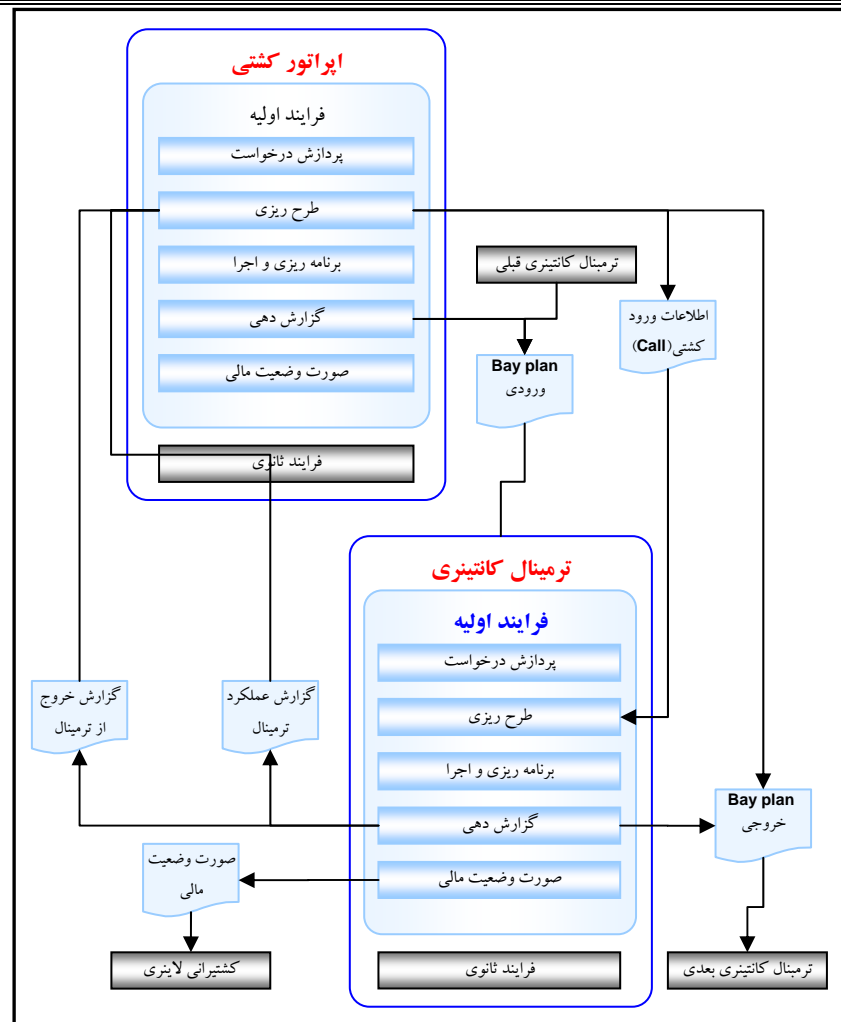 اپراتور کشتی
فرایند اولیه
پردازش درخواست
طرح ریزی
برنامه ریزی و اجرا
گزارش دهی
صورت وضعیت مالی
فرایند ثانوی
ترمبنال کانتینری قبلی
اطلاعات ورود
کشتی(Call)
Bay plan
ورودی
ترمینال کانتینری
فرایند اولیه
پردازش درخواست
طرح ریزی
برنامه ریزی و اجرا
گزارش دهی
صورت وضعیت مالی
فرایند ثانوی
گزارش عملکرد
ترمینال
گزارش خروج
از ترمینال
Bay plan
خروجی
صورت وضعیت
مالی
ترمبنال کانتینری بعدی
کشتیرانی لاینری